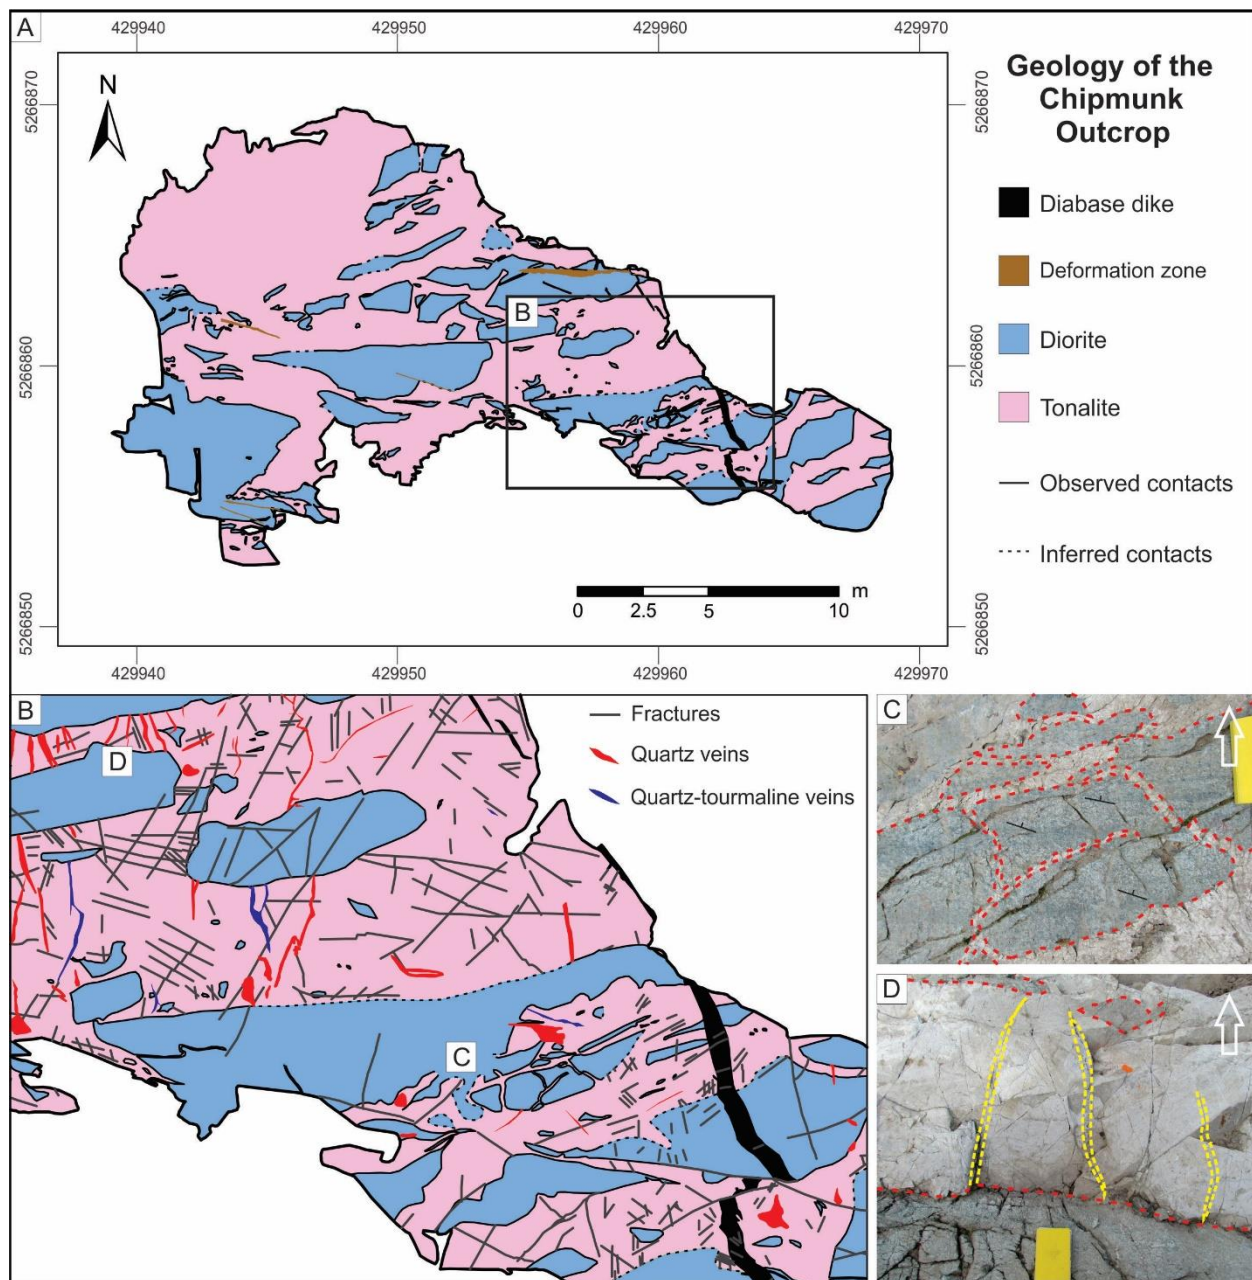 A
429940 429950 429960 429970
5266870 5266870
N
Geology of the
Chipmunk
Outcrop
Diabase dike
Deformation zone
B
Diorite
5266860 5266860
Tonalite
Observed contacts
Inferred contacts
m
0 2.5 5 10
5266850 5266850
429940 429950 429960 429970
B
Fractures
Quartz veins
Quartz-tourmaline veins
D
C
C
D